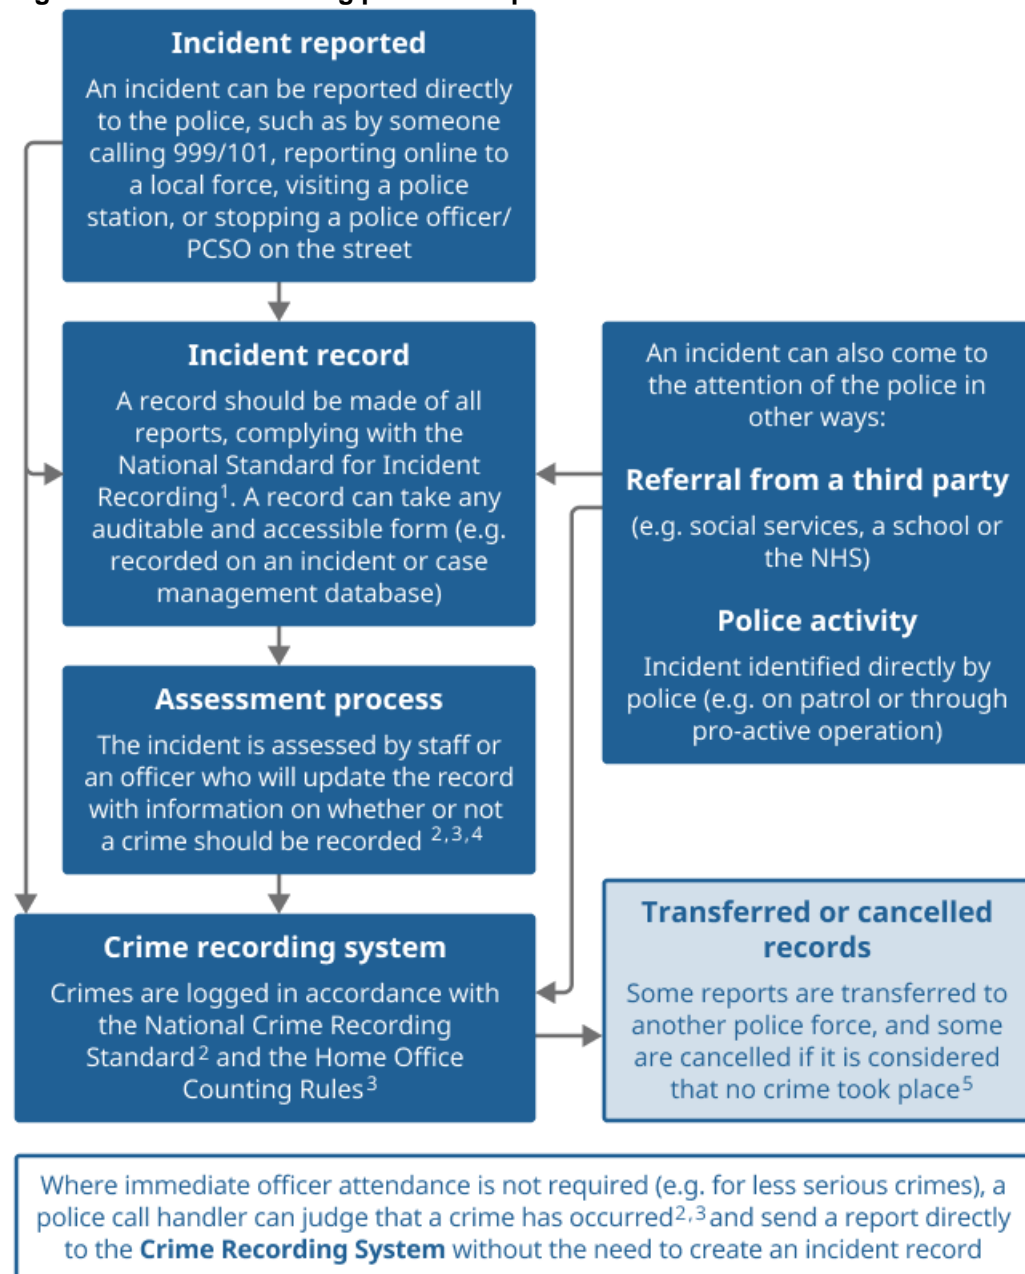 Incident reported
An incident can be reported directly
to the police, such as by someone
calling 999/101, reporting online to
a local force, visiting a police
station, or stopping a police officer/
PCSO on the street
Incident record
A record should be made of all
reports, complying with the
National Standard for Incident
Recording¹. A record can take any
auditable and accessible form (e.g.
recorded on an incident or case
management database)
An incident can also come to
the attention of the police in
other ways:
Referral from a third party
(e.g. social services, a school or
the NHS)
Police activity
Incident identified directly by
police (e.g. on patrol or through
pro-active operation)
Assessment process
The incident is assessed by staff or
an officer who will update the record
with information on whether or not
a crime should be recorded ²,³,⁴
Crime recording system
Crimes are logged in accordance with
the National Crime Recording
Standard² and the Home Office
Counting Rules³
Transferred or cancelled
records
Some reports are transferred to
another police force, and some
are cancelled if it is considered
that no crime took place⁵
Where immediate officer attendance is not required (e.g. for less serious crimes), a
police call handler can judge that a crime has occurred²,³ and send a report directly
to the Crime Recording System without the need to create an incident record